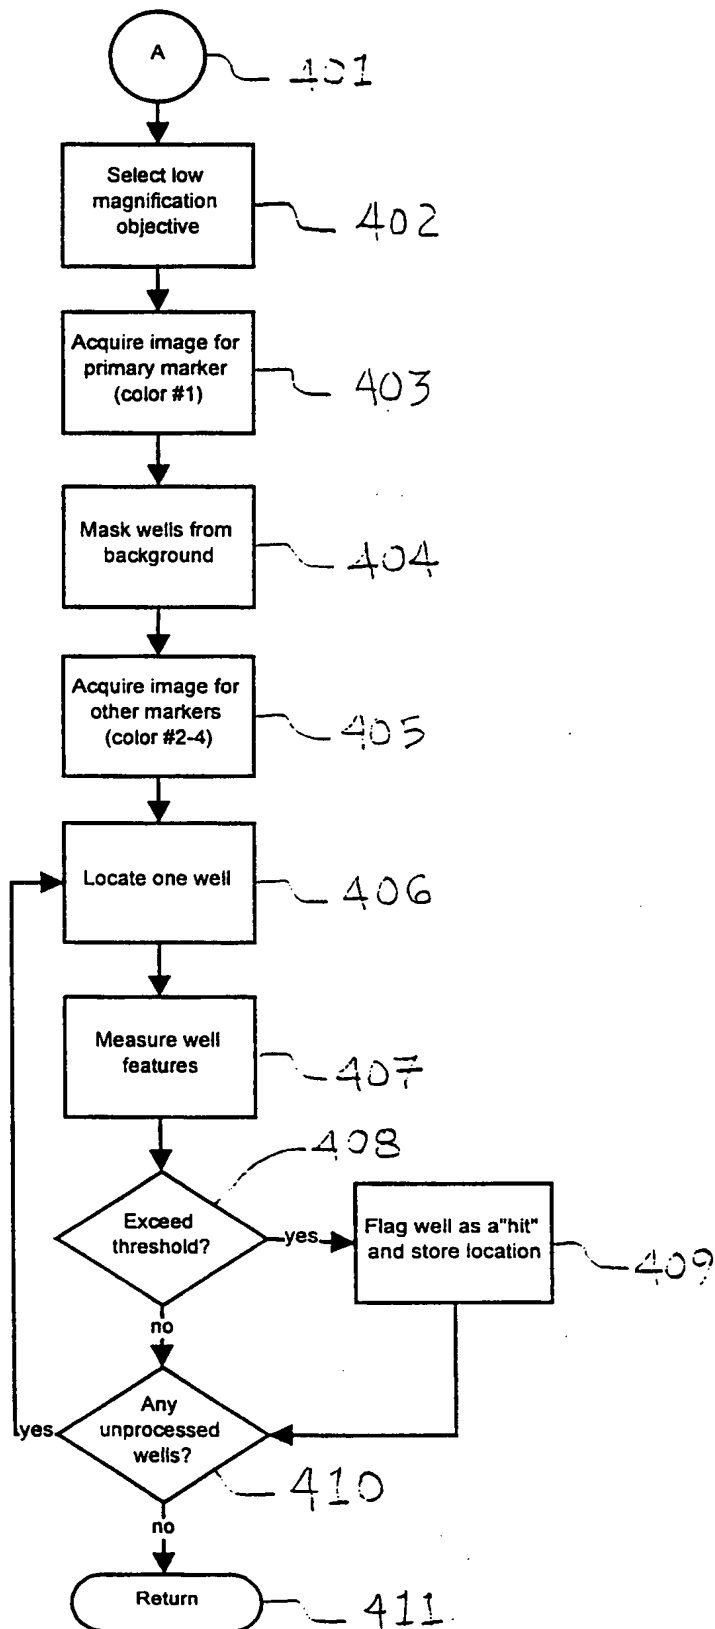 A
401
Select low
magnification
objective
402
Acquire image for
primary marker
(color #1)
403
Mask wells from
background
404
Acquire image for
other markers
(color #2-4)
405
Locate one well
406
Measure well
features
407
408
Exceed
threshold?
yes
Flag well as a"hit"
and store location
409
no
Any
unprocessed
wells?
yes
410
no
Return
411